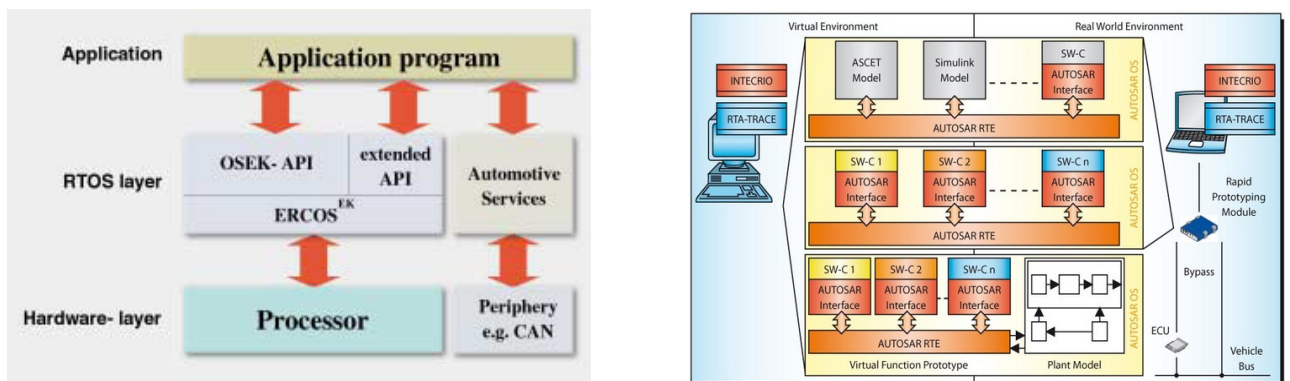 Application
Application program
RTOS layer
OSEK- API
extended
API
Automotive
Services
ERCOS EK
Hardware- layer
Processor
Periphery
e.g. CAN
Virtual Environment
Real World Environment
INTECRIO
RTA-TRACE
ASCET
Model
Simulink
Model
SW-C
AUTOSAR
Interface
AUTOSAR RTE
AUTOSAR OS
SW-C 1
AUTOSAR
Interface
SW-C 2
AUTOSAR
Interface
SW-C n
AUTOSAR
Interface
AUTOSAR RTE
AUTOSAR OS
SW-C 1
AUTOSAR
Interface
SW-C 2
AUTOSAR
Interface
SW-C n
AUTOSAR
Interface
AUTOSAR RTE
AUTOSAR OS
Virtual Function Prototype
Plant Model
INTECRIO
RTA-TRACE
Rapid
Prototyping
Module
Bypass
ECU
Vehicle
Bus